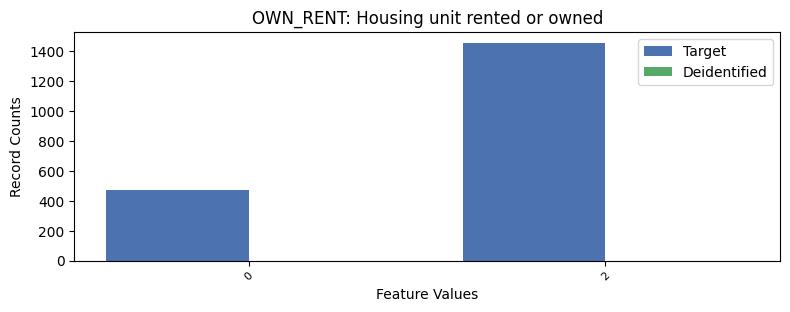 OWN_RENT: Housing unit rented or owned
Target
Deidentified
Record Counts
1400
1200
1000
800
600
400
200
0
0
2
Feature Values